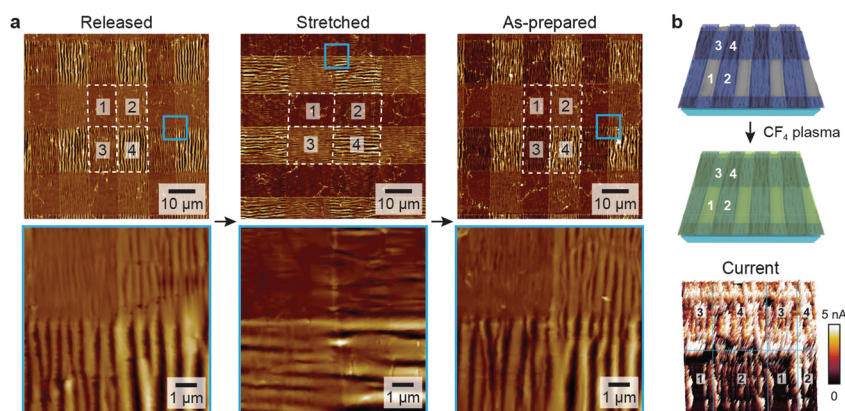 a
Released
Stretched
As-prepared
1 2
3 4
10 μm
1 2
3 4
10 μm
1 2
3 4
10 μm
1 μm
1 μm
1 μm
b
3 4
1 2
CF₄ plasma
3 4
1 2
Current
3 4 3 4
1 2 1 2
5 nA
0